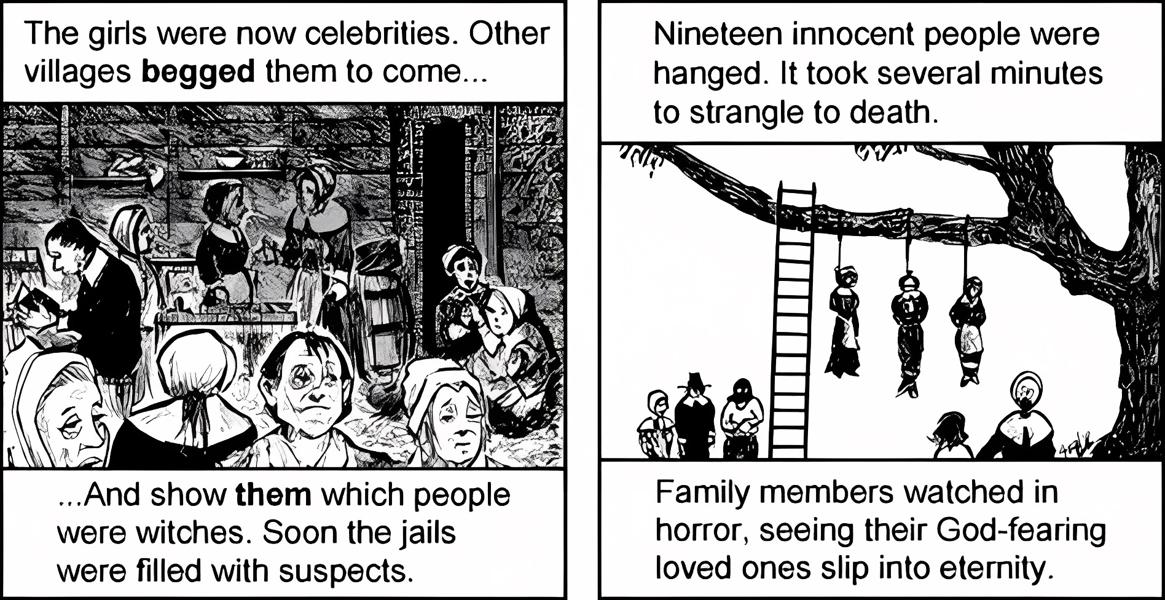 The girls were now celebrities. Other
villages begged them to come...
...And show them which people
were witches. Soon the jails
were filled with suspects.
Nineteen innocent people were
hanged. It took several minutes
to strangle to death.
Family members watched in
horror, seeing their God-fearing
loved ones slip into eternity.